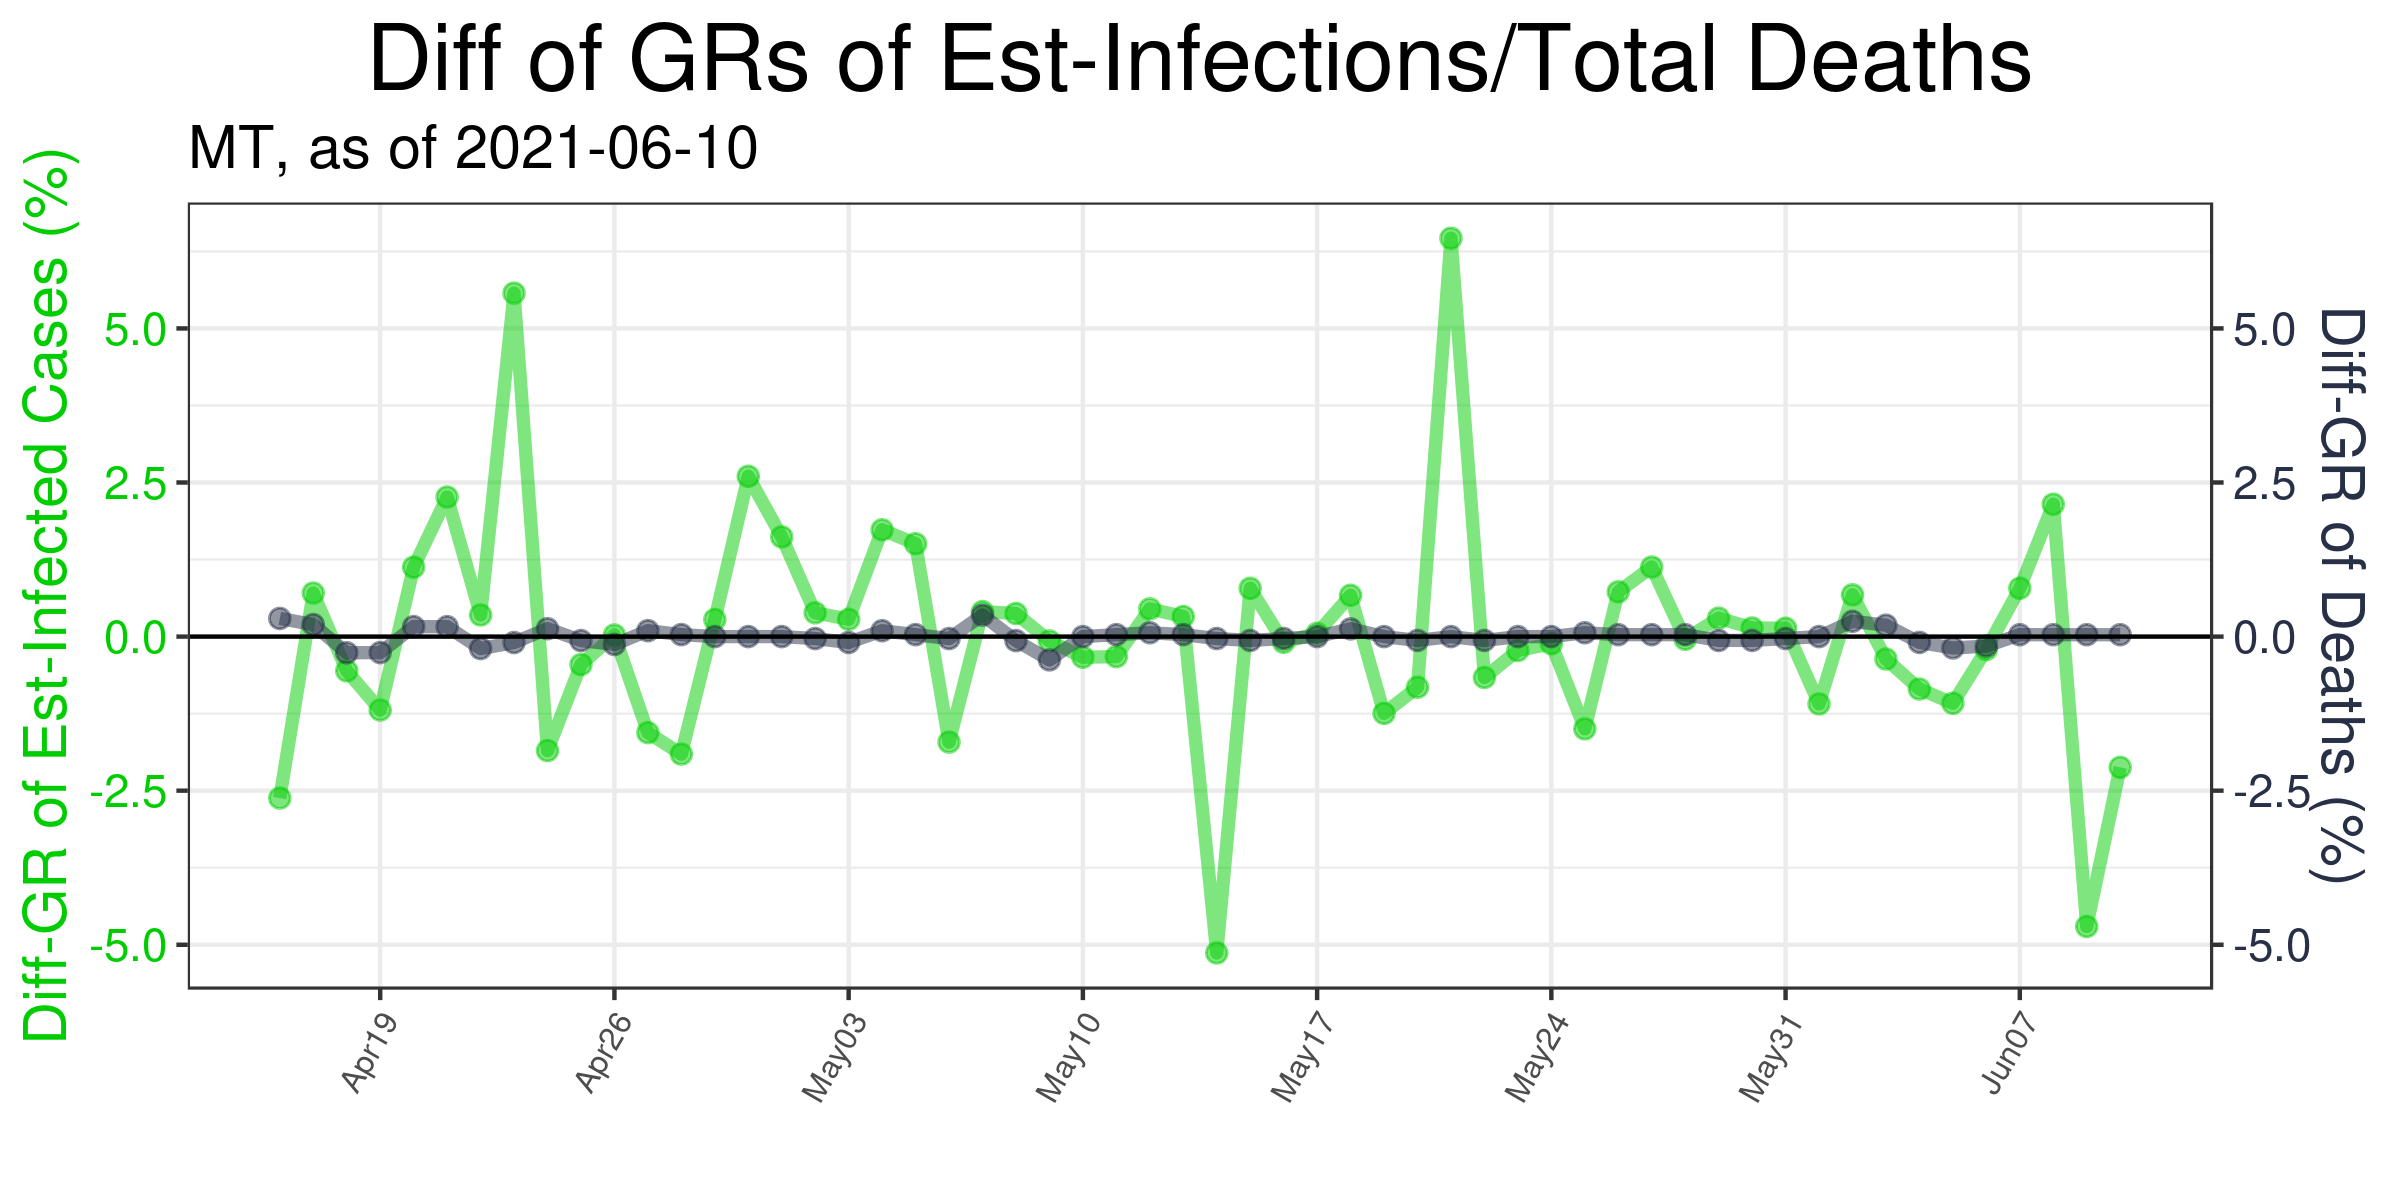 Diff of GRs of Est-Infections/Total Deaths
MT, as of 2021-06-10
Diff-GR of Est-Infected Cases (%)
5.0
2.5
0.0
-2.5
-5.0
5.0
2.5
0.0
-2.5
-5.0
Diff-GR of Deaths (%)
Apr19
Apr26
May03
May10
May17
May24
May31
Jun07